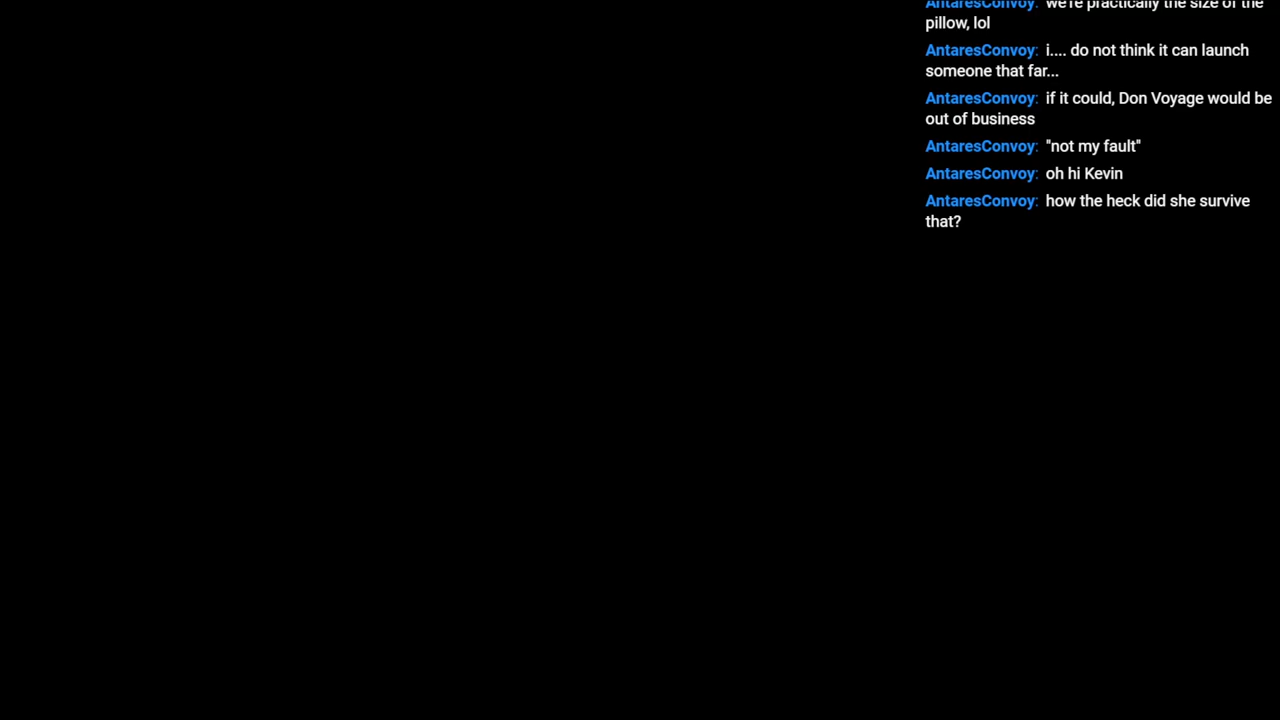 AntaresConvoy: we're practically the size of the
pillow, lol
AntaresConvoy: i.... do not think it can launch
someone that far...
AntaresConvoy: if it could, Don Voyage would be
out of business
AntaresConvoy: "not my fault"
AntaresConvoy: oh hi Kevin
AntaresConvoy: how the heck did she survive
that?